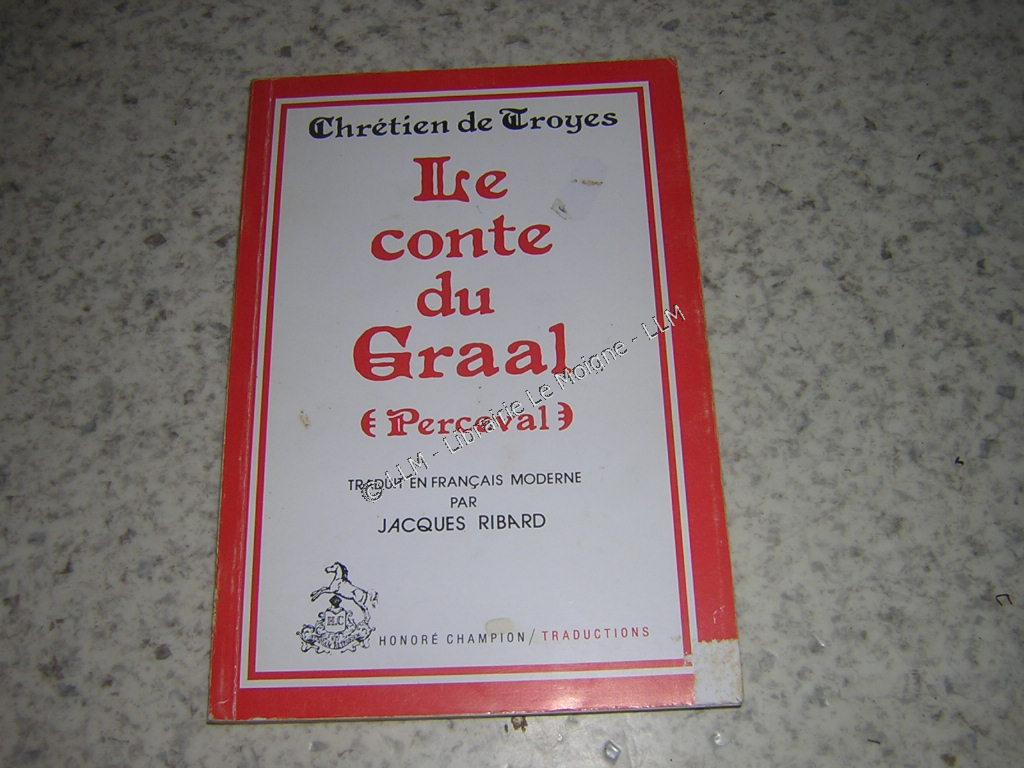 Chrétien de Troyes
Le
conte
du
Graal
(Perceval)
TRADUIT EN FRANÇAIS MODERNE
PAR
JACQUES RIBARD
H.C
HONORÉ CHAMPION / TRADUCTIONS
© LLM - Librairie Le Moigne - LLM